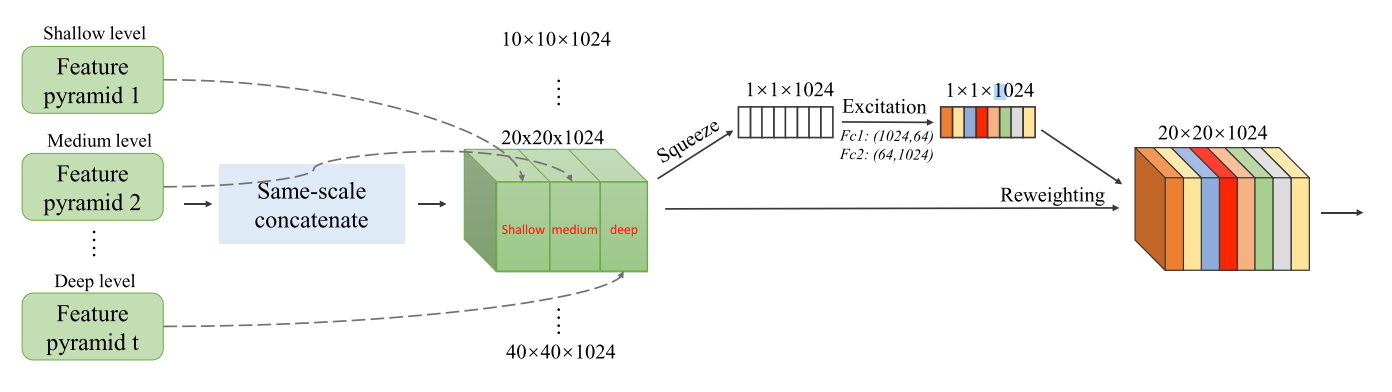 Shallow level
Feature
pyramid 1
Medium level
Feature
pyramid 2
Deep level
Feature
pyramid t
Same-scale
concatenate
10×10×1024
20x20x1024
Shallow
medium
deep
40×40×1024
Squeeze
1×1×1024
Excitation
Fc1: (1024,64)
Fc2: (64,1024)
1×1×1024
Reweighting
20×20×1024